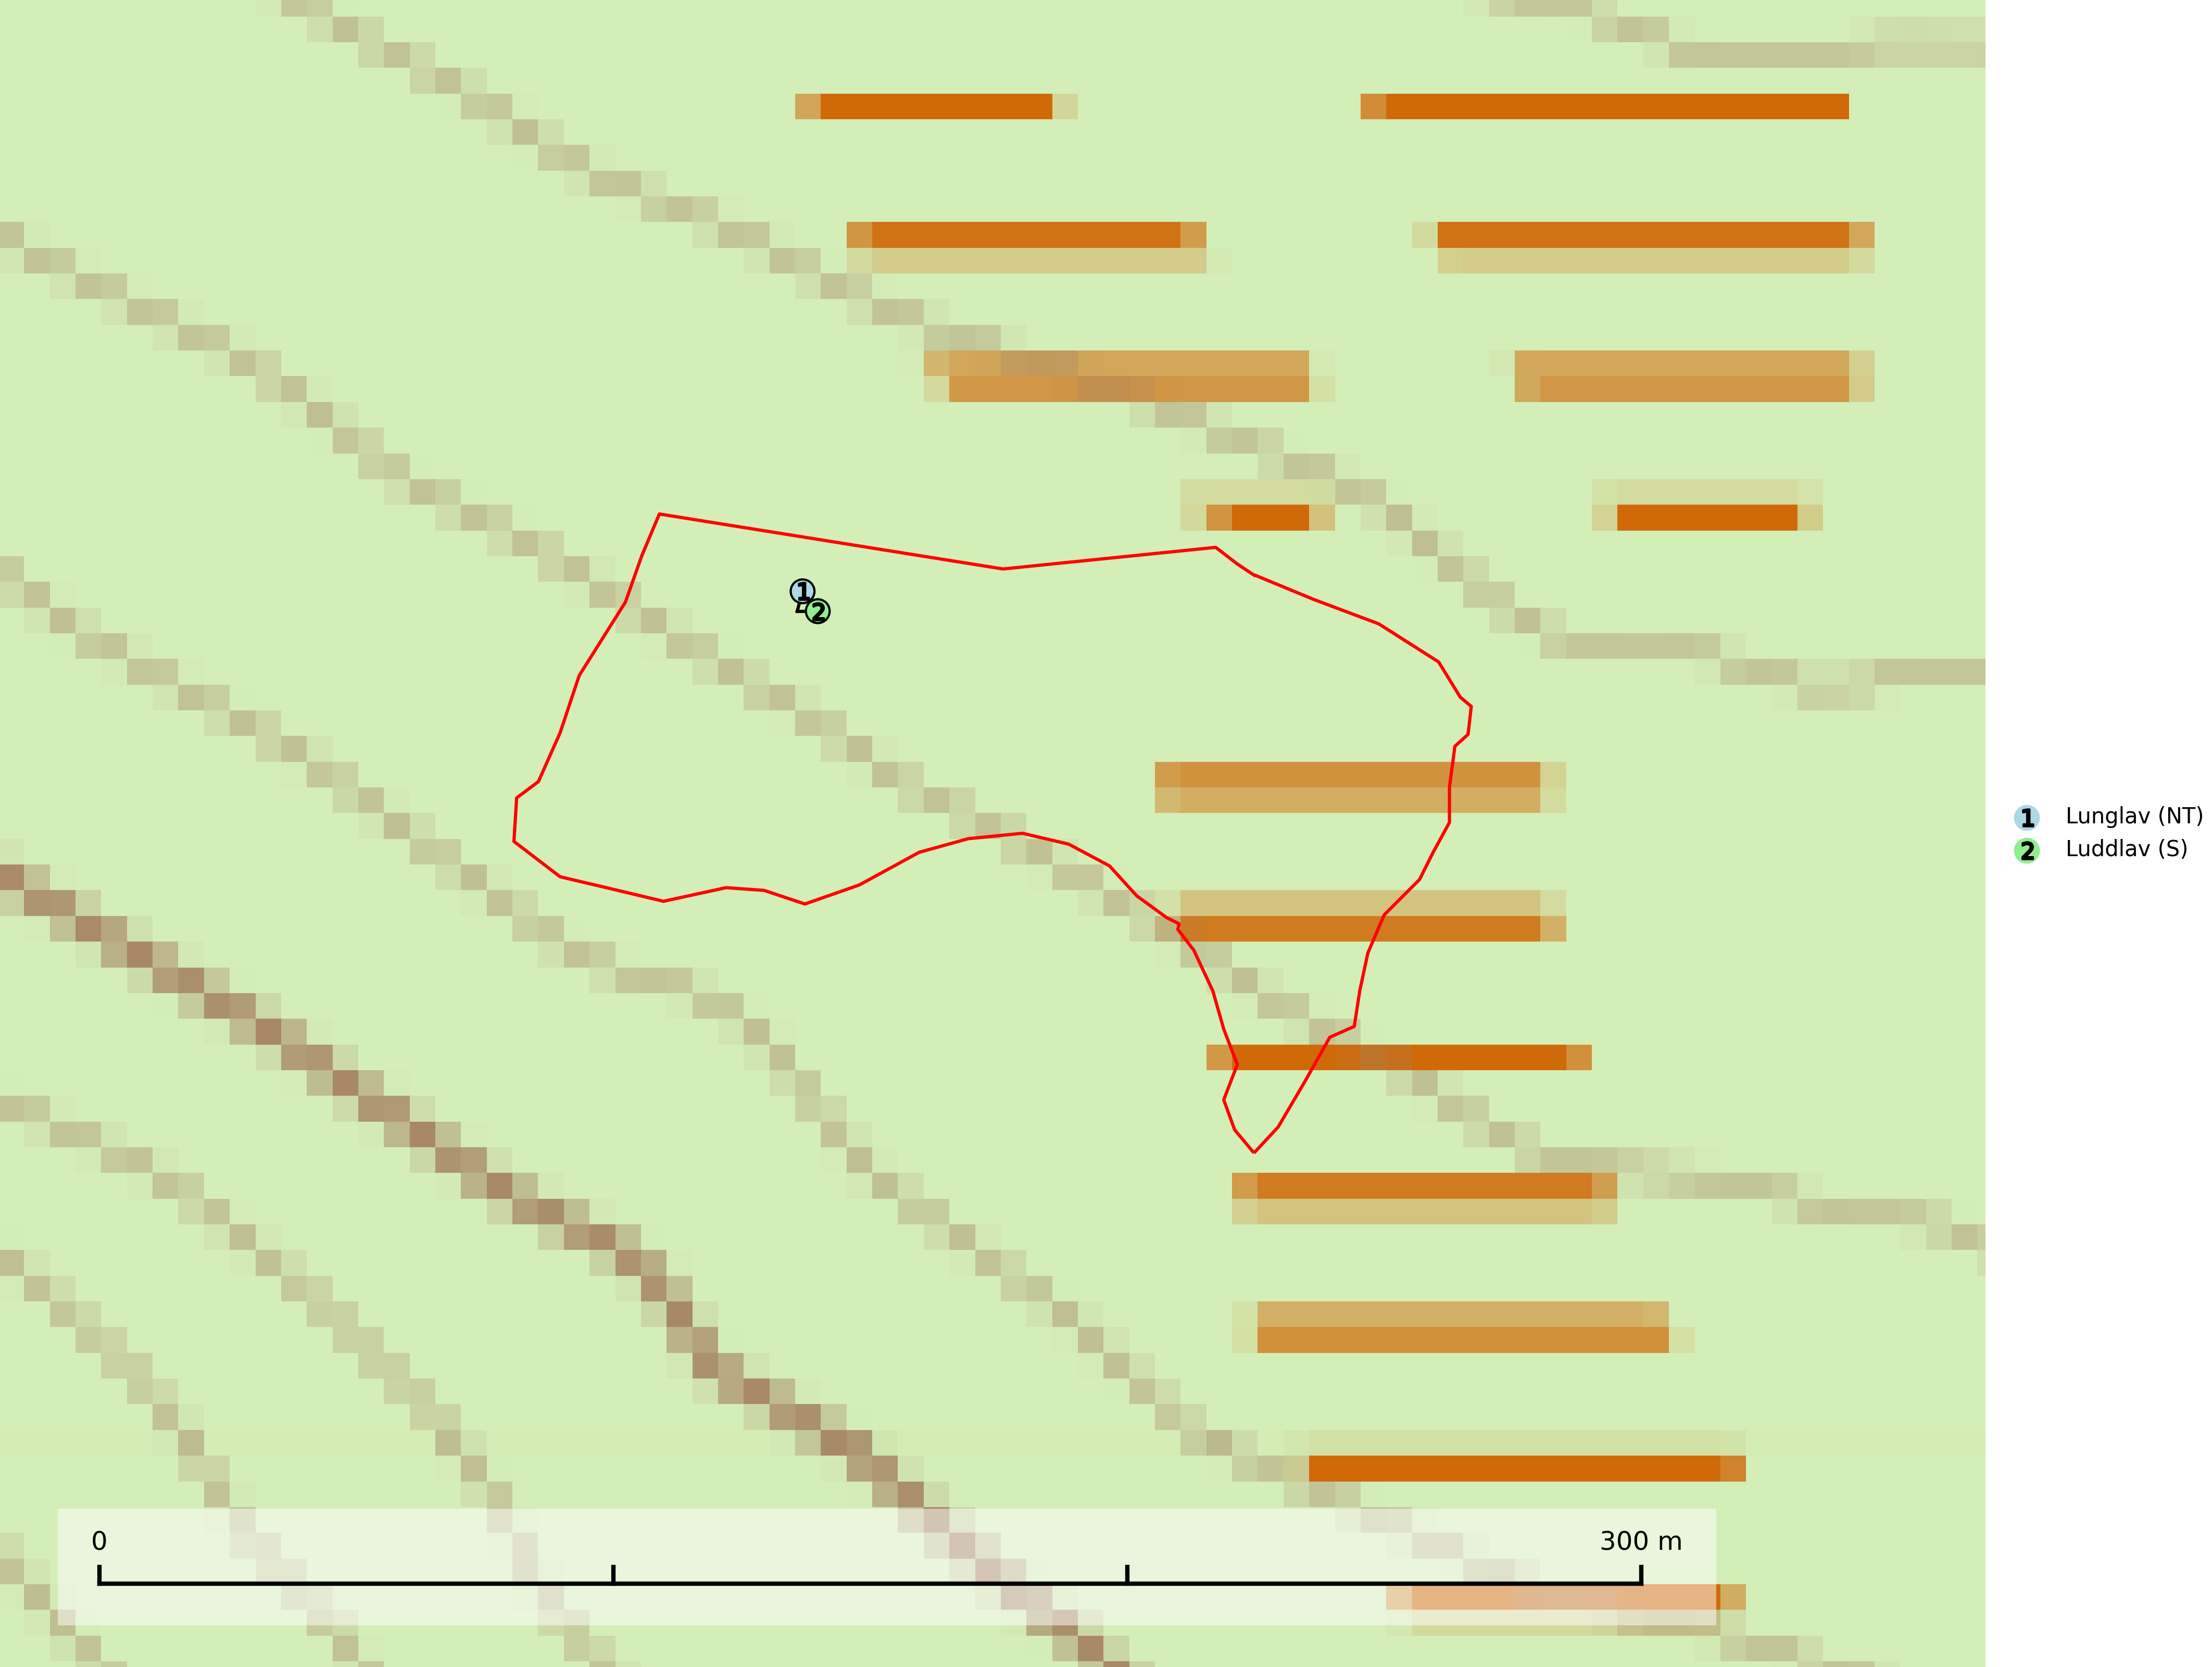 1
2
1 Lunglav (NT)
2 Luddlav (S)
0 300 m